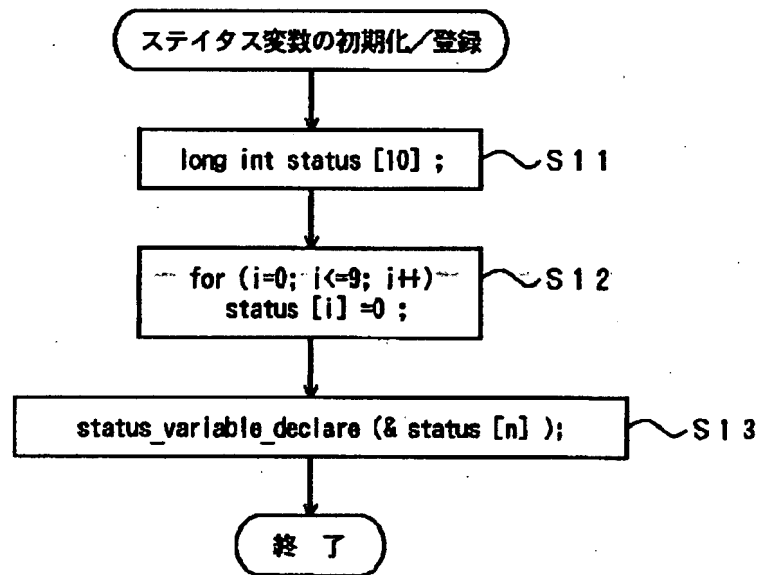 ステイタス変数の初期化／登録
long int status [10] ;
S11
for (i=0; i<=9; i++)
status [i] =0 ;
S12
status_variable_declare (& status [n] );
S13
終 了